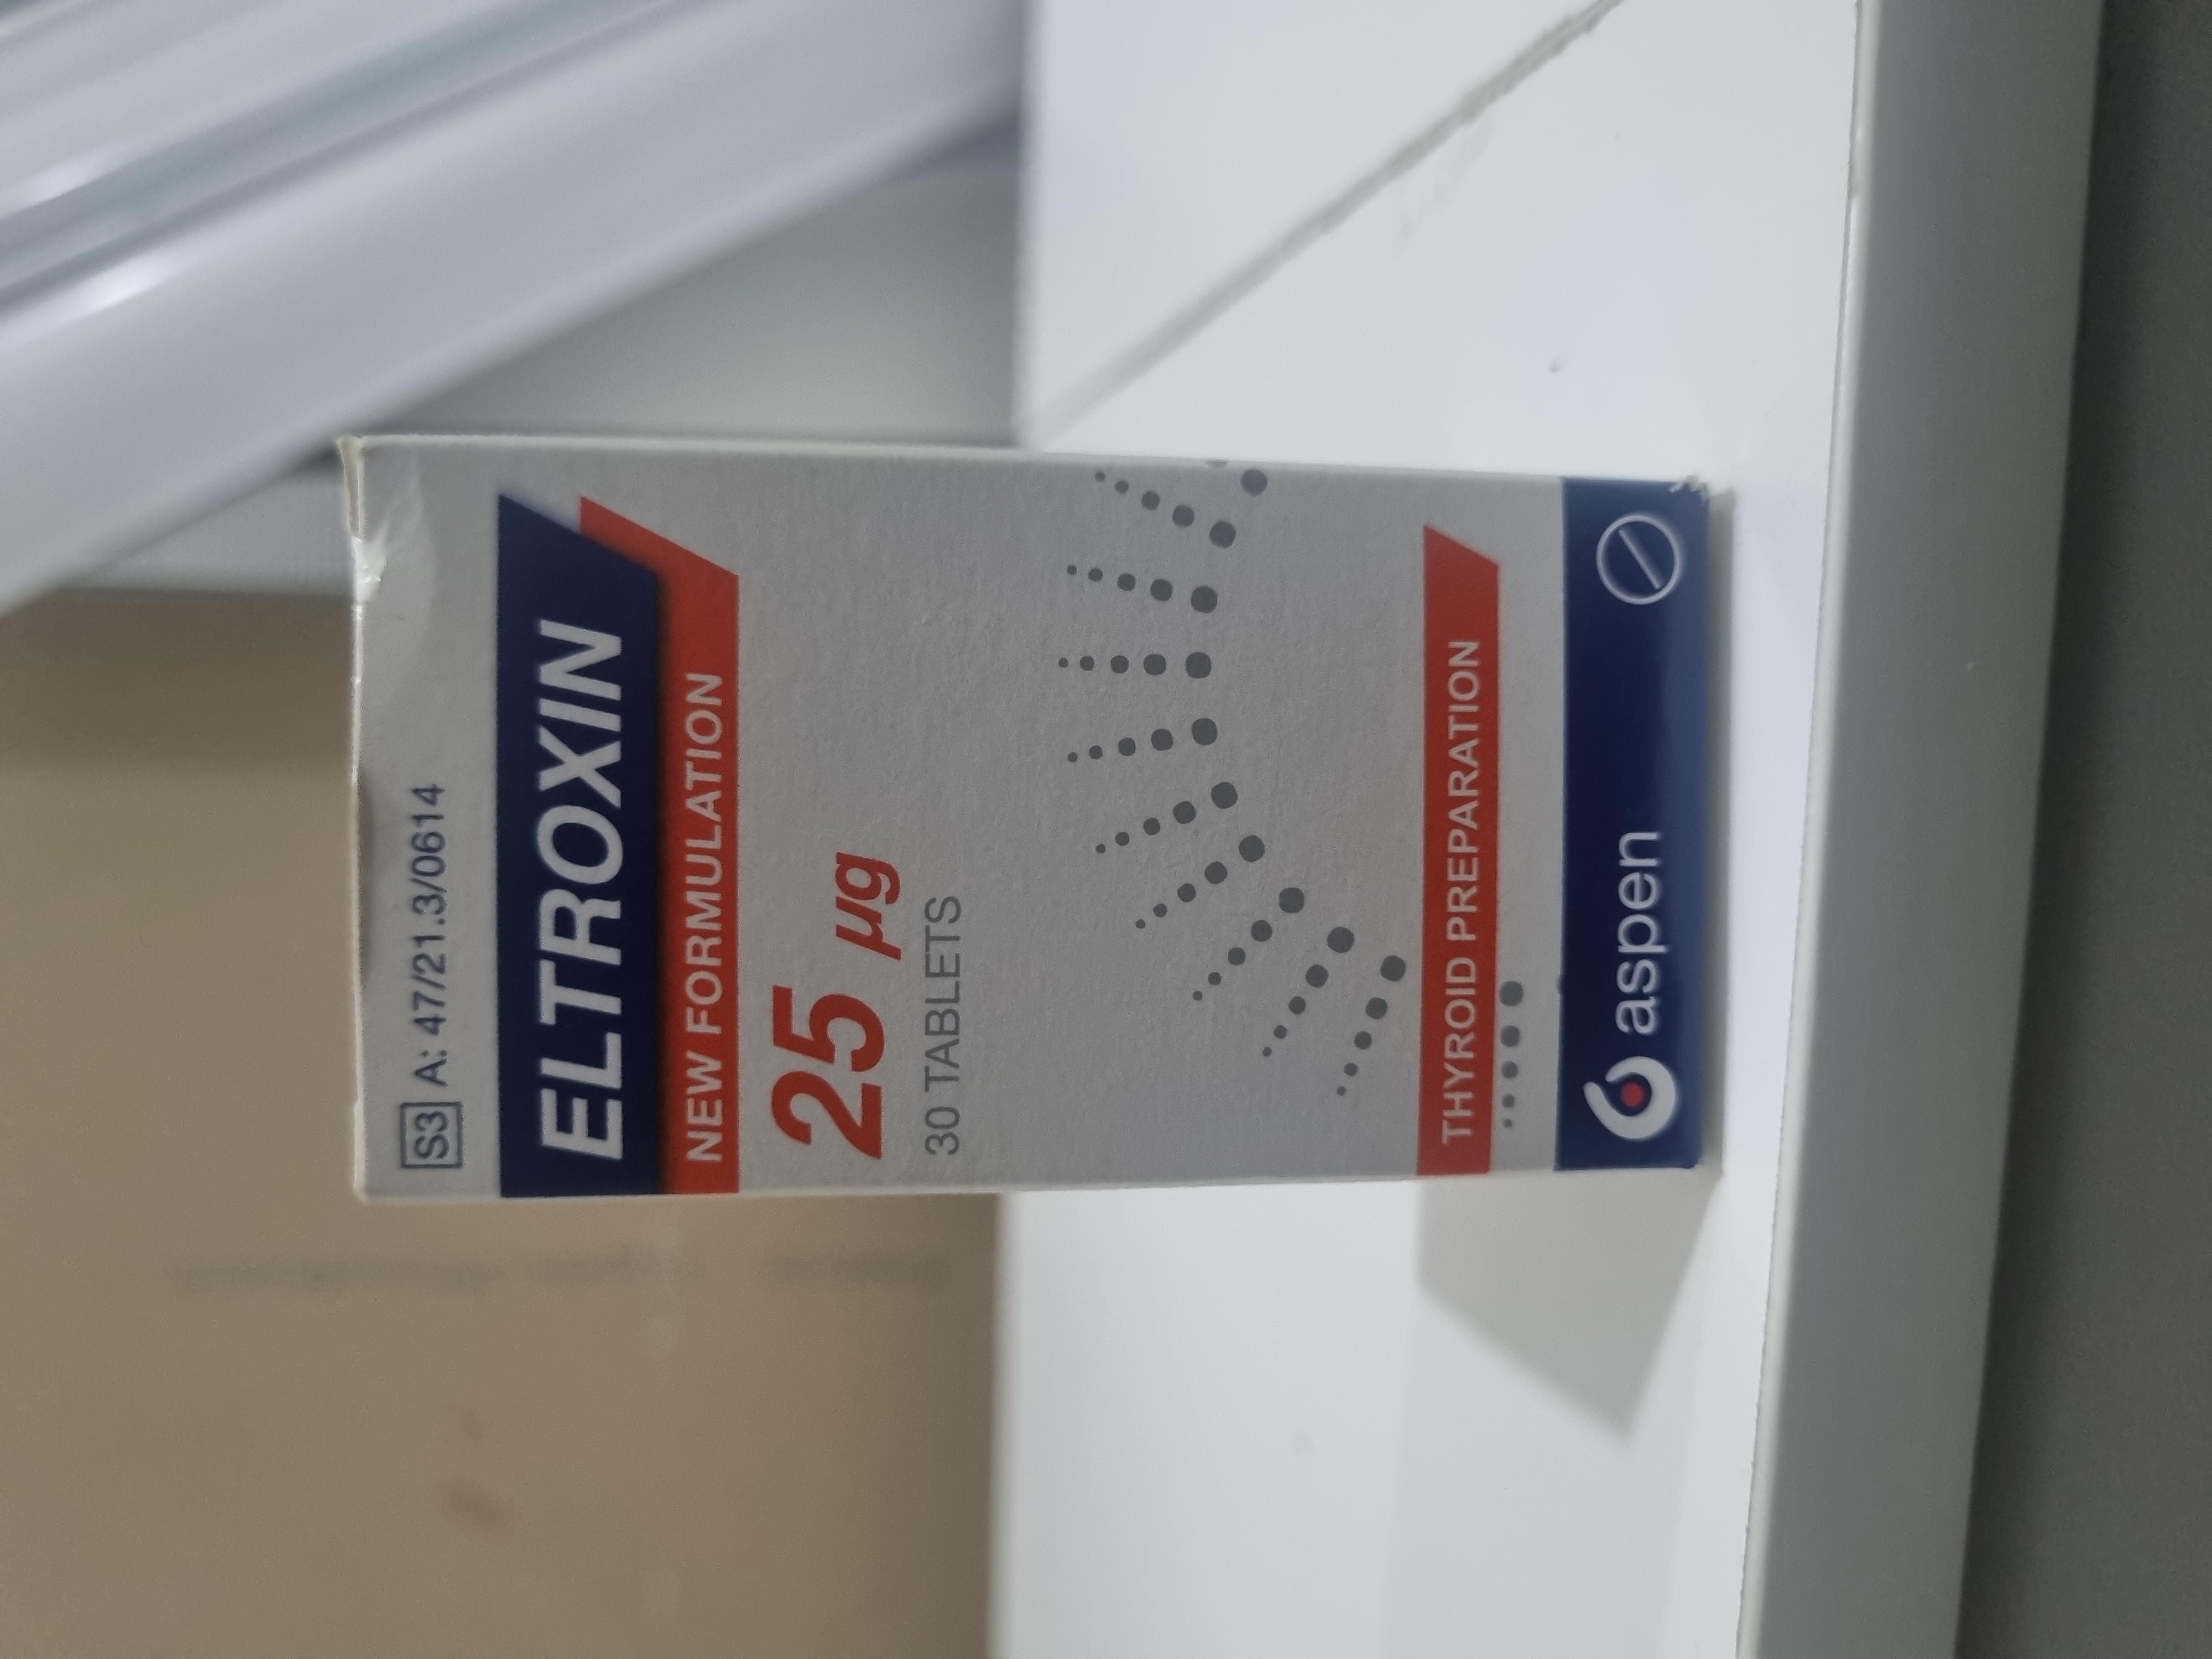 S3 A: 47/21.3/0614
ELTROXIN
NEW FORMULATION
25 µg
30 TABLETS
THYROID PREPARATION
aspen